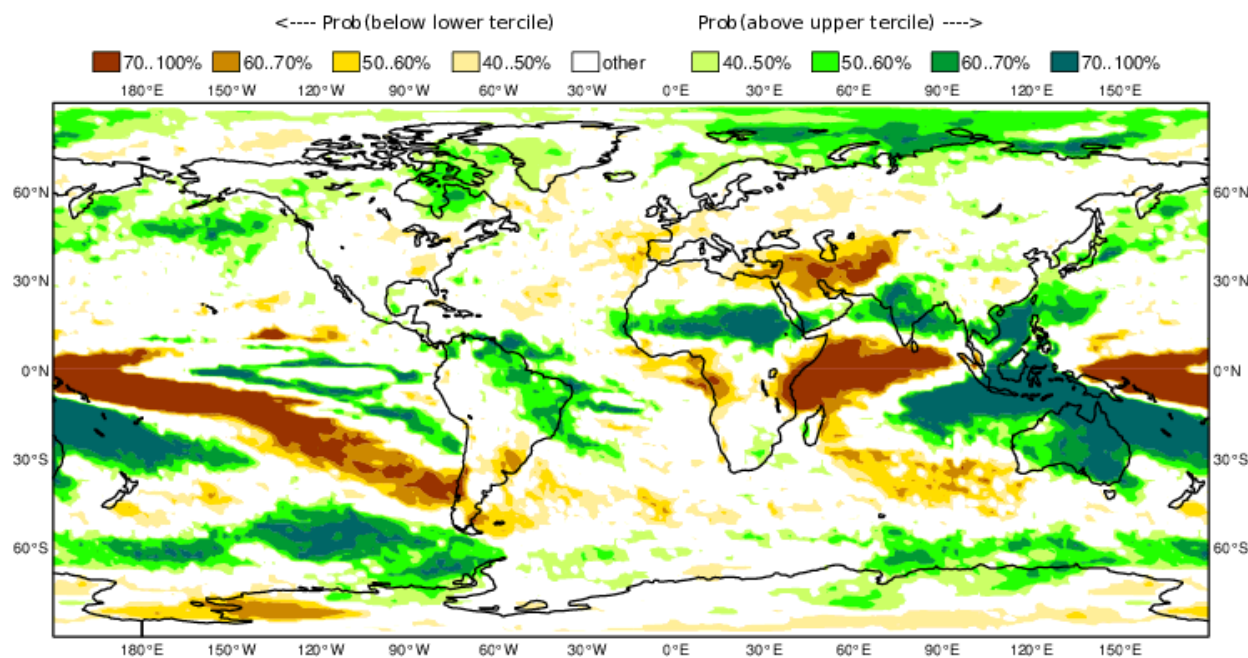 <---- Prob(below lower tercile)    Prob(above upper tercile) ---->
70..100% 60..70% 50..60% 40..50% other 40..50% 50..60% 60..70% 70..100%
180°E 150°W 120°W 90°W 60°W 30°W 0°E 30°E 60°E 90°E 120°E 150°E
60°N 60°N
30°N 30°N
0°N 0°N
30°S 30°S
60°S 60°S
180°E 150°W 120°W 90°W 60°W 30°W 0°E 30°E 60°E 90°E 120°E 150°E